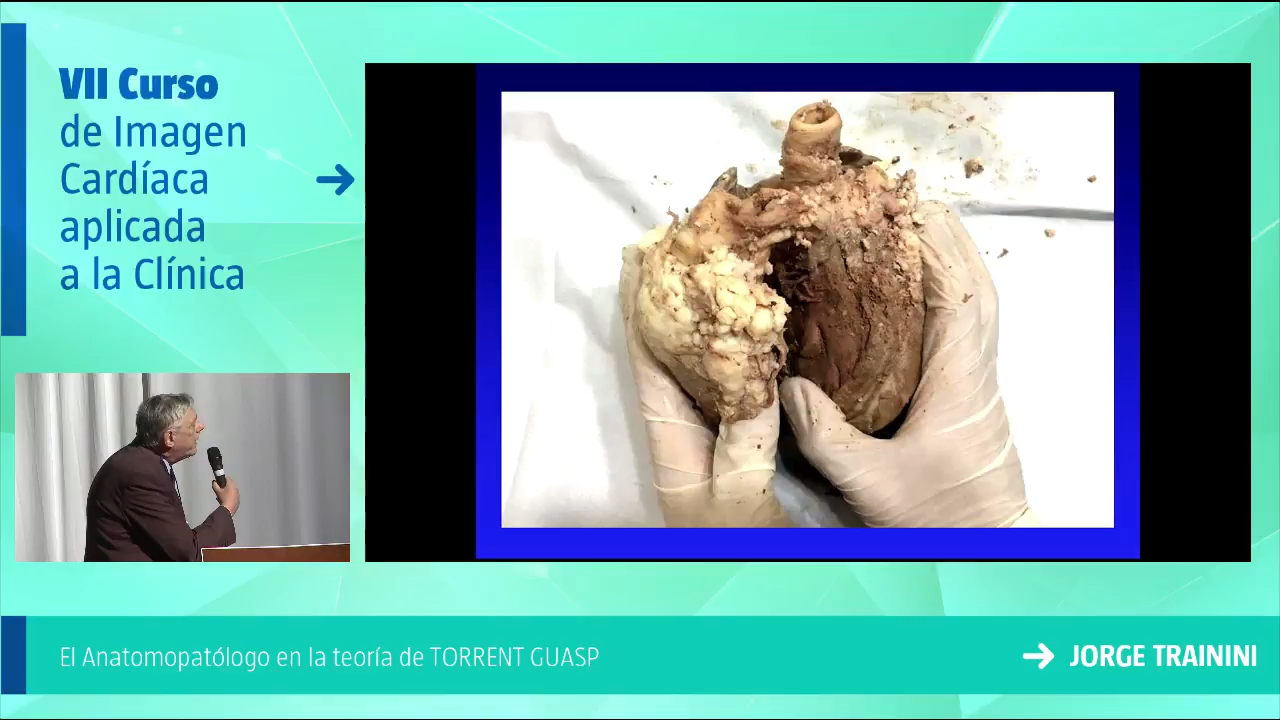 VII Curso
de Imagen
Cardíaca
aplicada
a la Clínica
El Anatomopatólogo en la teoría de TORRENT GUASP
JORGE TRAININI